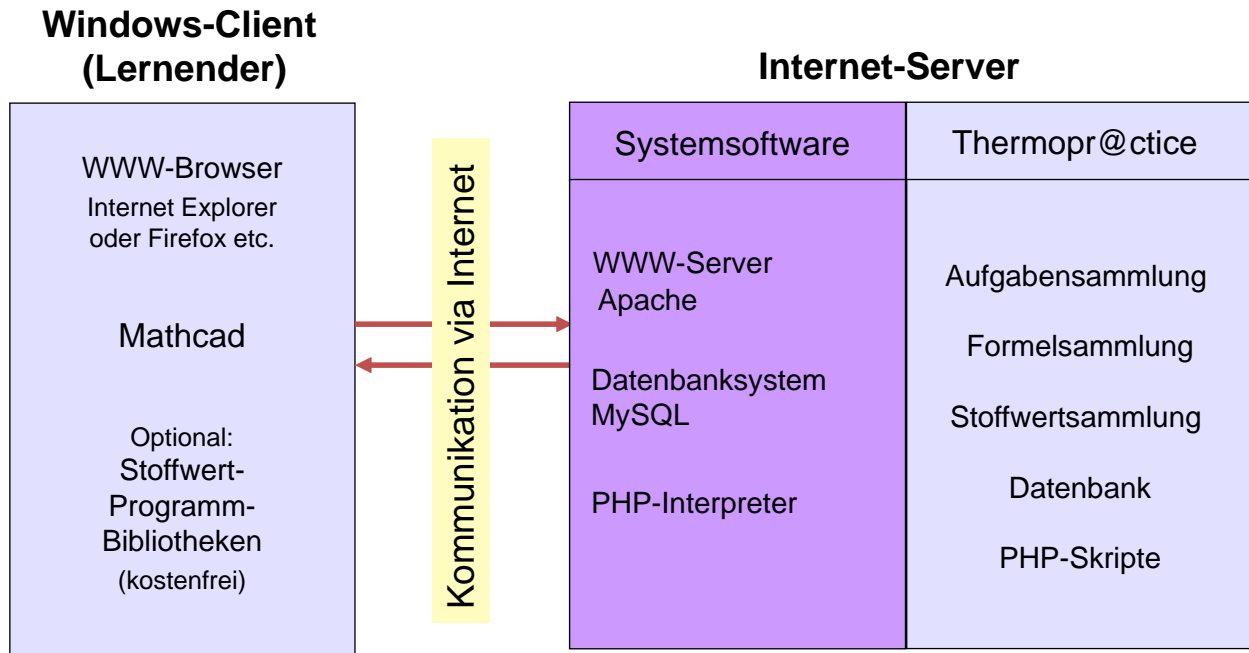 Windows-Client
(Lernender)
WWW-Browser
Internet Explorer
oder Firefox etc.
Mathcad
Optional:
Stoffwert-
Programm-
Bibliotheken
(kostenfrei)
Kommunikation via Internet
Internet-Server
Systemsoftware
WWW-Server
Apache
Datenbanksystem
MySQL
PHP-Interpreter
Thermopr@ctice
Aufgabensammlung
Formelsammlung
Stoffwertsammlung
Datenbank
PHP-Skripte